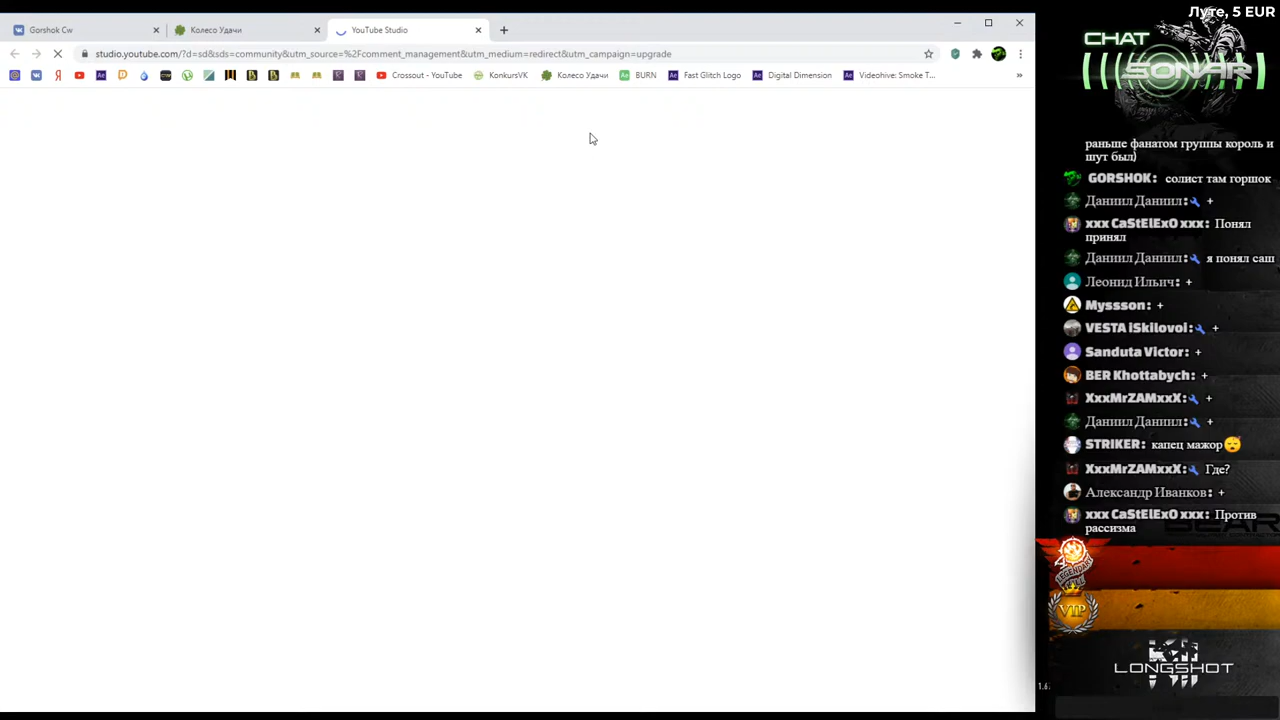 Gorshok Cw
Колесо Удачи
YouTube Studio
studio.youtube.com/?d=sd&sds=community&utm_source=%2Fcomment_management&utm_medium=redirect&utm_campaign=upgrade
Crossout - YouTube
KonkursVK
Колесо Удачи
BURN
Fast Glitch Logo
Digital Dimension
Videohive: Smoke T...
Луте, 5 EUR
CHAT
SONAR
раньше фанатом группы король и
шут был)
GORSHOK: солист там горшок
Даниил Даниил: +
xxx CaStElExO xxx: Понял
принял
Даниил Даниил: я понял саш
Леонид Ильич: +
Myssson: +
VESTA iSkilovoi: +
Sanduta Victor: +
BER Khottabych: +
XxxMrZAMxxX: +
Даниил Даниил: +
STRIKER: капец мажор
XxxMrZAMxxX: Где?
Александр Иванков: +
xxx CaStElExO xxx: Против
рассизма
BEAR
LEGENDARY
VIP
LONGSHOT